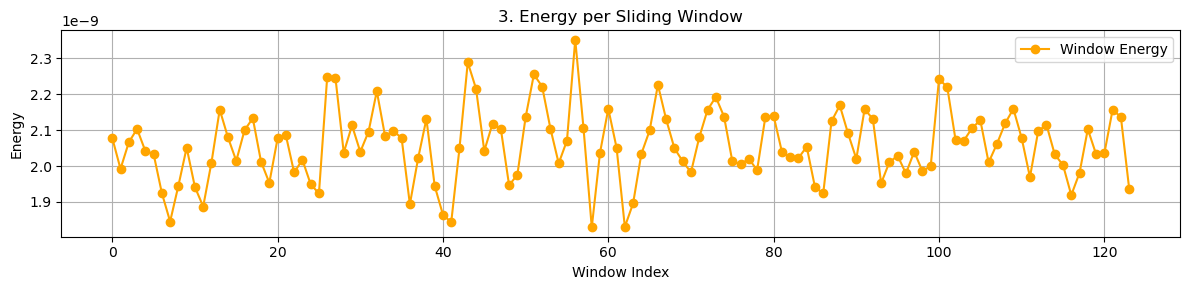 3. Energy per Sliding Window
1e−9
Window Energy
2.3
2.2
2.1
2.0
1.9
Energy
0 20 40 60 80 100 120
Window Index